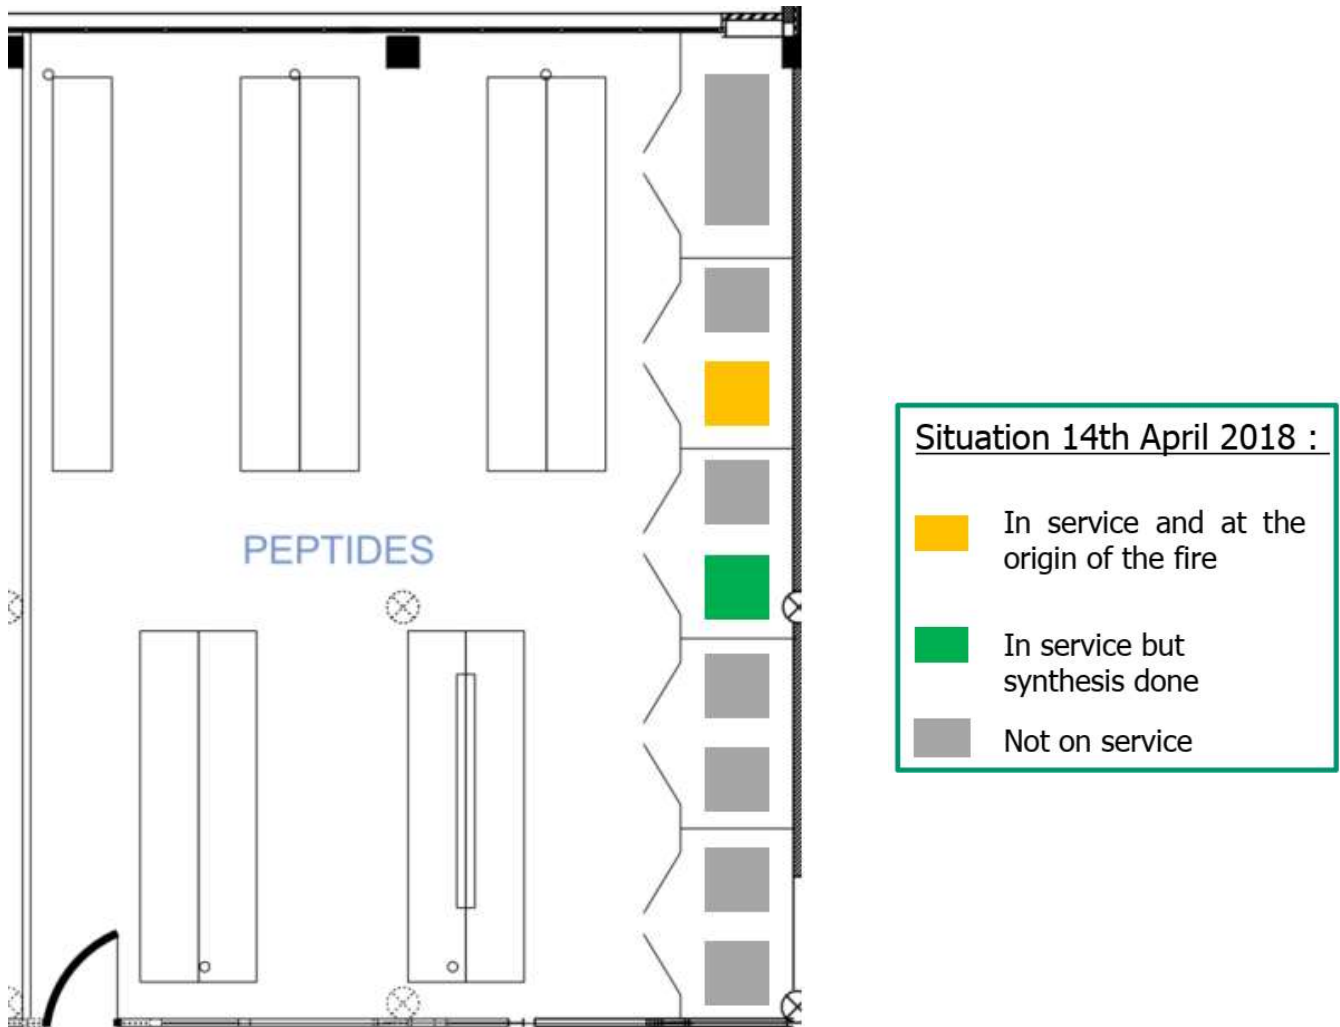 PEPTIDES
Situation 14th April 2018 :
In service and at the
origin of the fire
In service but
synthesis done
Not on service